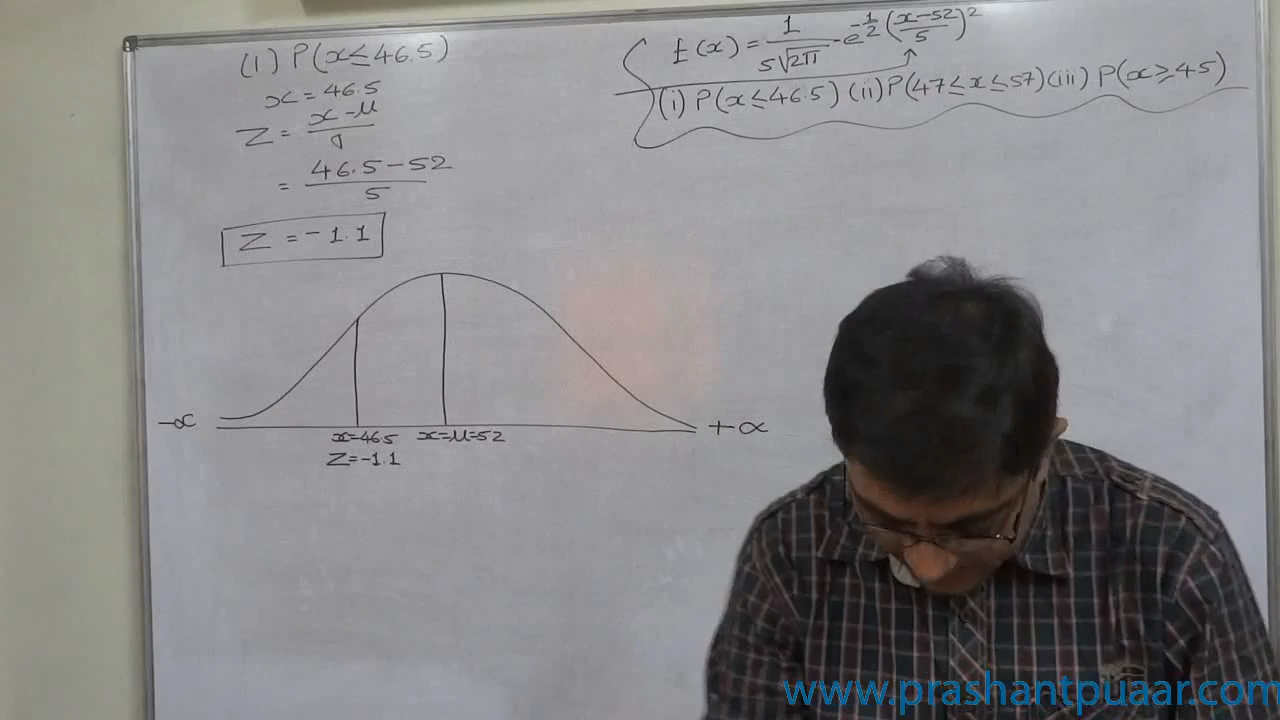 (1) P(x≤46.5)
x=46.5
Z = x-μ / σ
= 46.5-52 / 5
Z = -1.1
f(x) = 1/5√2π · e^-1/2(x-52/5)^2
(i) P(x≤46.5) (ii) P(47≤x≤57) (iii) P(x≥45)
-∝ x=46.5 x=μ=52 +∝
Z=-1.1
www.prashantpuaar.com